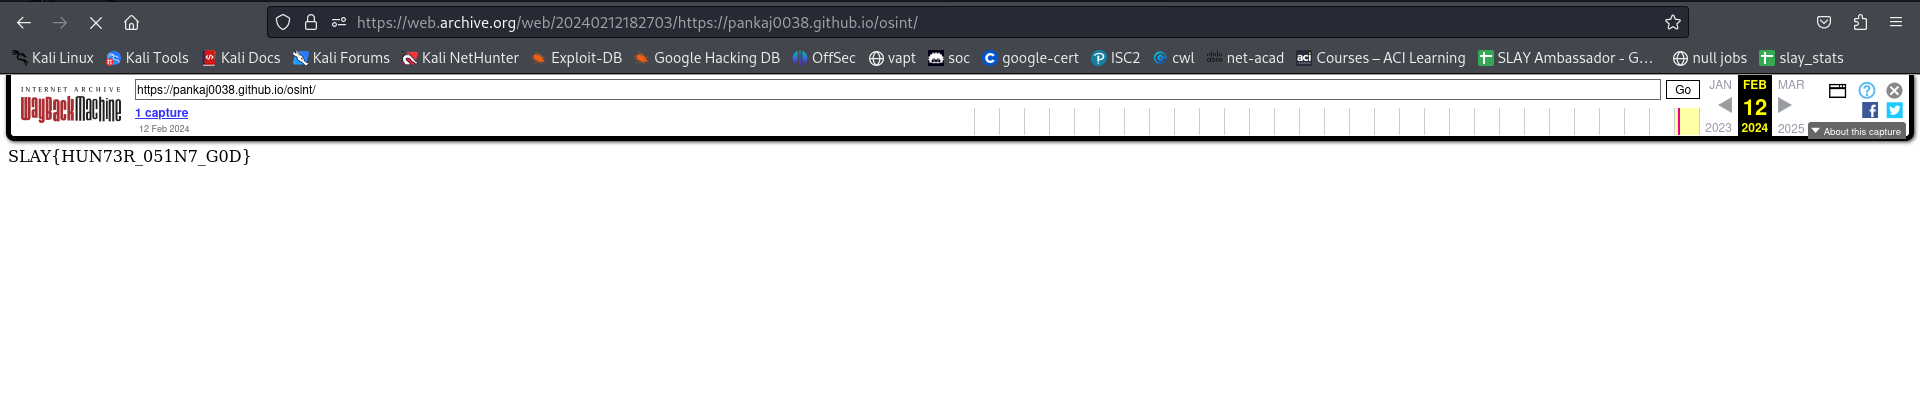 https://web.archive.org/web/20240212182703/https://pankaj0038.github.io/osint/
Kali Linux Kali Tools Kali Docs Kali Forums Kali NetHunter Exploit-DB Google Hacking DB OffSec vapt soc google-cert ISC2 cwl net-acad Courses – ACI Learning SLAY Ambassador - G… null jobs slay_stats
INTERNET ARCHIVE
WayBackMachine
https://pankaj0038.github.io/osint/
Go
JAN FEB MAR
1 capture
12
12 Feb 2024
2023 2024 2025
About this capture
SLAY{HUN73R_051N7_G0D}